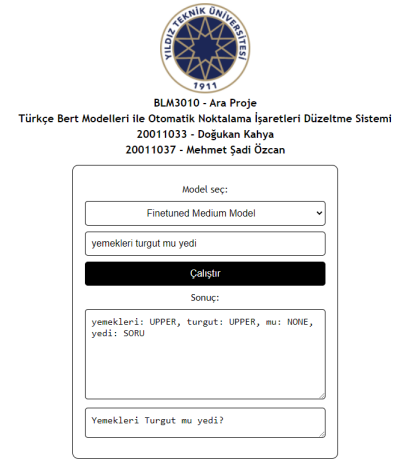 YILDIZ TEKNİK ÜNİVERSİTESİ
1911
BLM3010 - Ara Proje
Türkçe Bert Modelleri ile Otomatik Noktalama İşaretleri Düzeltme Sistemi
20011033 - Doğukan Kahya
20011037 - Mehmet Şadi Özcan
Model seç:
Finetuned Medium Model
yemekleri turgut mu yedi
Çalıştır
Sonuç:
yemekleri: UPPER, turgut: UPPER, mu: NONE,
yedi: SORU
Yemekleri Turgut mu yedi?